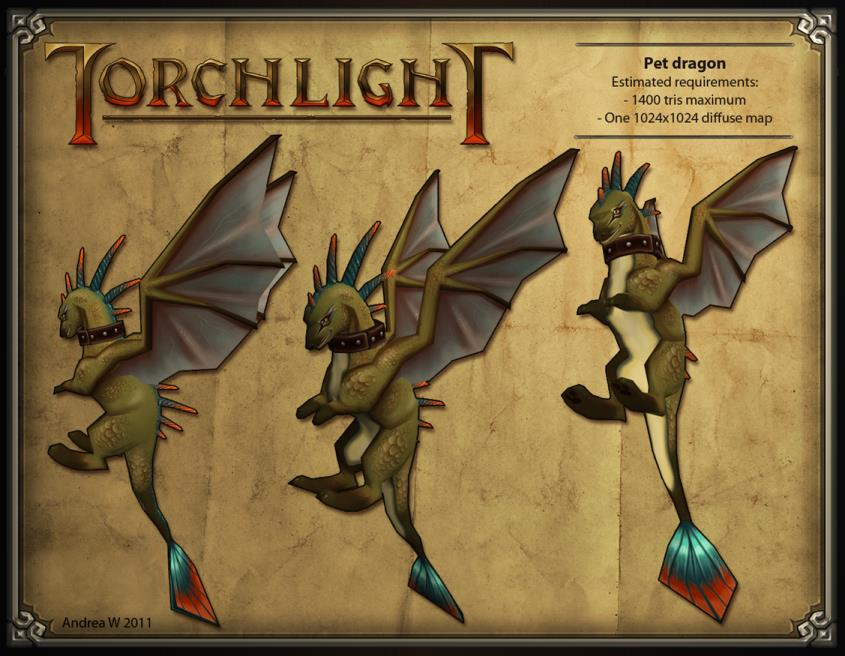 TORCHLIGHT
Pet dragon
Estimated requirements:
- 1400 tris maximum
- One 1024x1024 diffuse map
Andrea W 2011